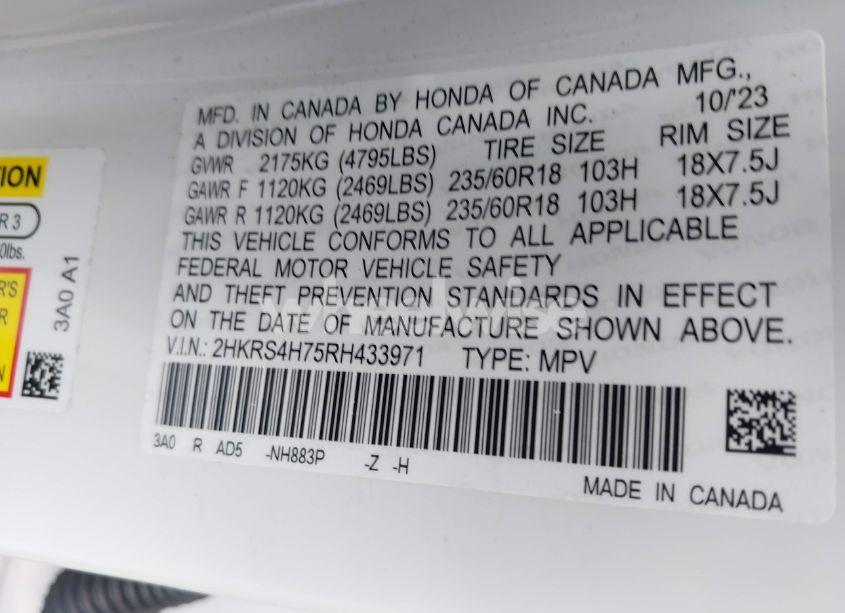 TION
R 3
0lbs.
R'S
R
3A0 A1
MFD. IN CANADA BY HONDA OF CANADA MFG.,
A DIVISION OF HONDA CANADA INC. 10/'23
GVWR 2175KG (4795LBS) TIRE SIZE RIM SIZE
GAWR F 1120KG (2469LBS) 235/60R18 103H 18X7.5J
GAWR R 1120KG (2469LBS) 235/60R18 103H 18X7.5J
THIS VEHICLE CONFORMS TO ALL APPLICABLE
FEDERAL MOTOR VEHICLE SAFETY
AND THEFT PREVENTION STANDARDS IN EFFECT
ON THE DATE OF MANUFACTURE SHOWN ABOVE.
V.I.N.: 2HKRS4H75RH433971 TYPE: MPV
3A0 R AD5 -NH883P -Z -H
MADE IN CANADA